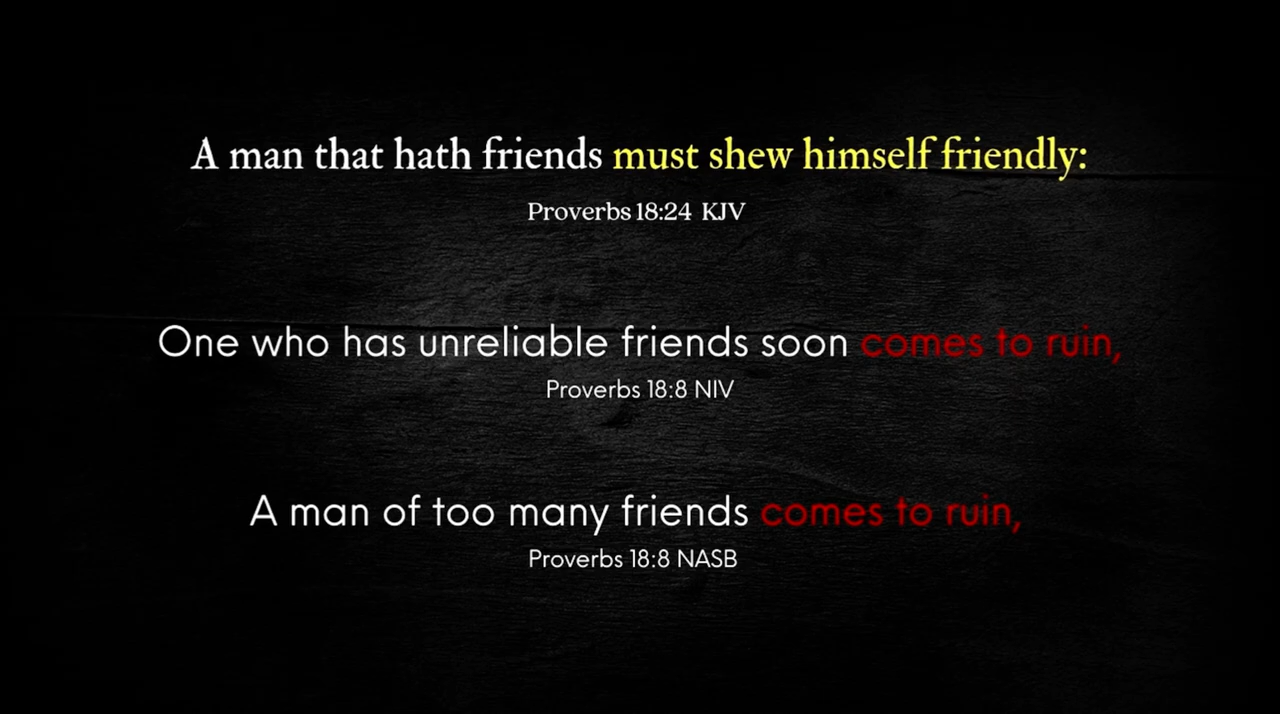 A man that hath friends must shew himself friendly:
Proverbs 18:24 KJV
One who has unreliable friends soon comes to ruin,
Proverbs 18:8 NIV
A man of too many friends comes to ruin,
Proverbs 18:8 NASB